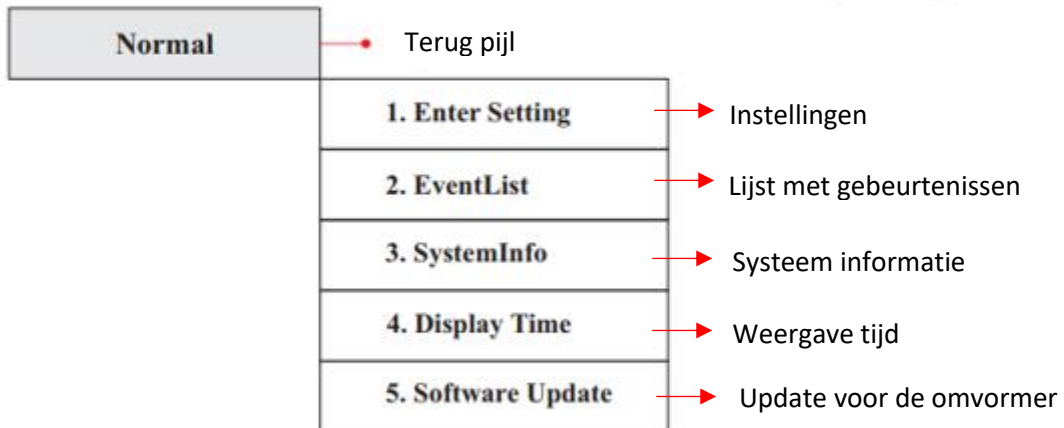 Normal Terug pijl
1. Enter Setting Instellingen
2. EventList Lijst met gebeurtenissen
3. SystemInfo Systeem informatie
4. Display Time Weergave tijd
5. Software Update Update voor de omvormer